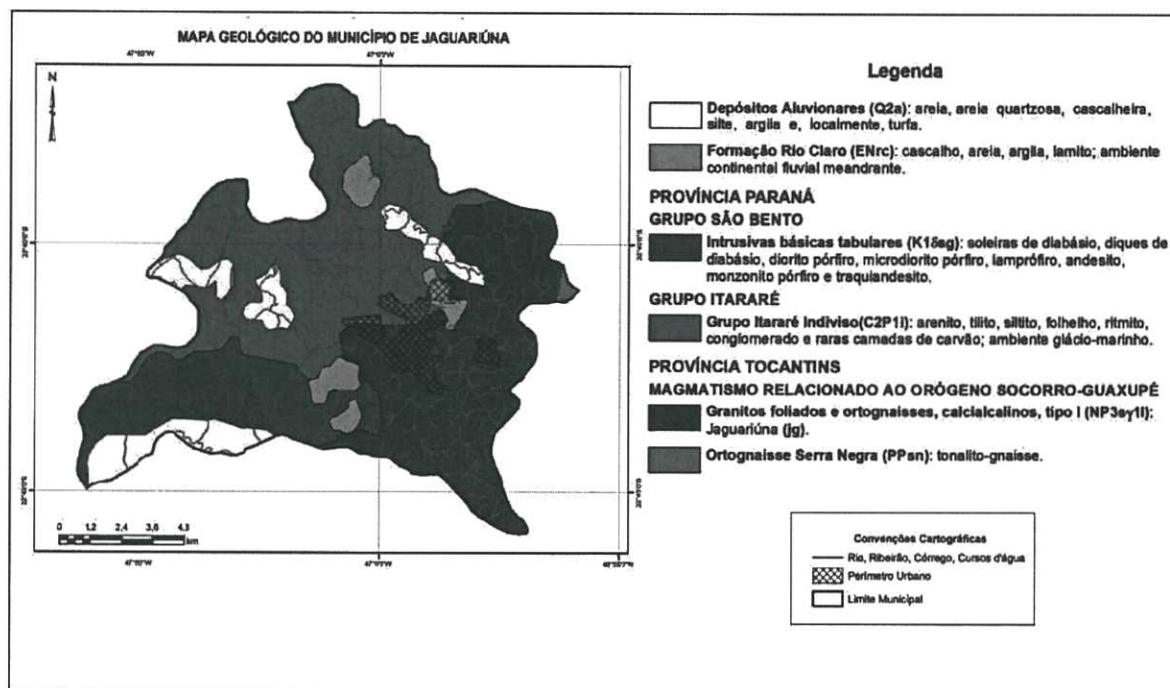 MAPA GEOLÓGICO DO MUNICÍPIO DE JAGUARIÚNA
N
0 1,2 2,4 3,6 4,8
km
Legenda
Depósitos Aluvionares (Q2a): areia, areia quartzosa, cascalheira,
silte, argila e, localmente, turfa.
Formação Rio Claro (ENrc): cascalho, areia, argila, lamito; ambiente
continental fluvial meandrante.
PROVÍNCIA PARANÁ
GRUPO SÃO BENTO
Intrusivas básicas tabulares (K1δsg): soleiras de diabásio, diques de
diabásio, diorito pórfiro, microdiorito pórfiro, lamprófiro, andesito,
monzonito pórfiro e traquiandesito.
GRUPO ITARARÉ
Grupo Itararé Indiviso(C2P1i): arenito, tilito, siltito, folhelho, ritmito,
conglomerado e raras camadas de carvão; ambiente glácio-marinho.
PROVÍNCIA TOCANTINS
MAGMATISMO RELACIONADO AO ORÓGENO SOCORRO-GUAXUPÉ
Granitos foliados e ortognaisses, calcialcalinos, tipo I (NP3sγ1I):
Jaguariúna (jg).
Ortognaisse Serra Negra (PPsn): tonalito-gnaisse.
Convenções Cartográficas
Rio, Ribeirão, Córrego, Cursos d'água
Perímetro Urbano
Limite Municipal